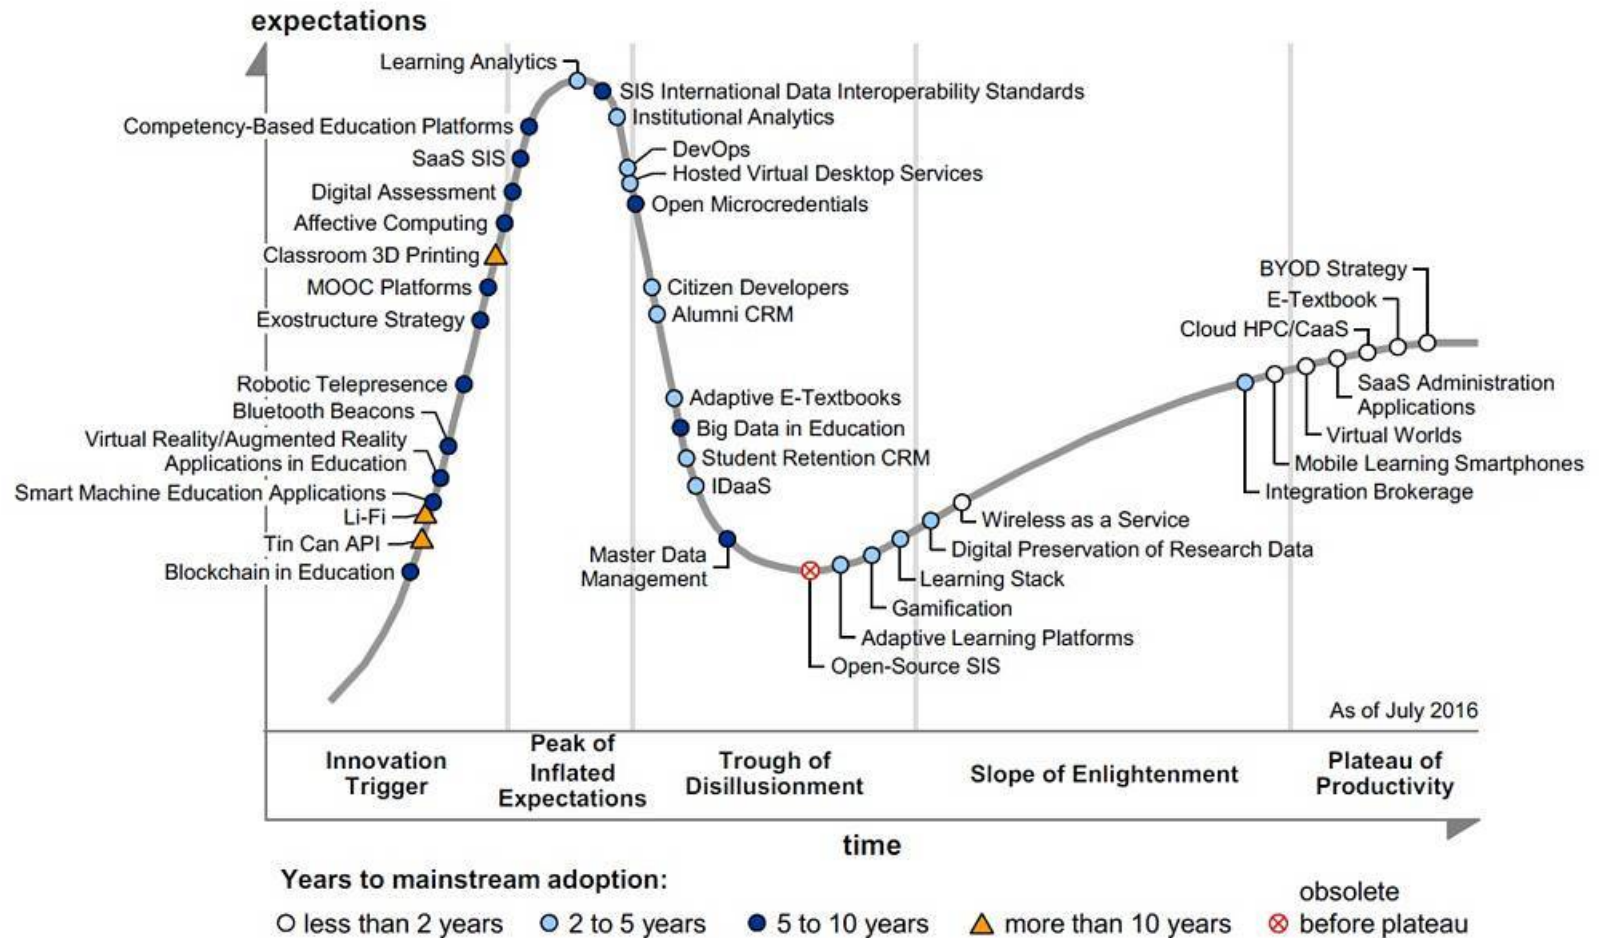 expectations
Learning Analytics
SIS International Data Interoperability Standards
Institutional Analytics
Competency-Based Education Platforms
DevOps
SaaS SIS
Hosted Virtual Desktop Services
Digital Assessment
Open Microcredentials
Affective Computing
Classroom 3D Printing
MOOC Platforms
Citizen Developers
Exostructure Strategy
Alumni CRM
Robotic Telepresence
Adaptive E-Textbooks
Bluetooth Beacons
Big Data in Education
Virtual Reality/Augmented Reality
Applications in Education
Student Retention CRM
Smart Machine Education Applications
IDaaS
Li-Fi
Tin Can API
Blockchain in Education
Master Data
Management
BYOD Strategy
E-Textbook
Cloud HPC/CaaS
SaaS Administration
Applications
Virtual Worlds
Mobile Learning Smartphones
Integration Brokerage
Wireless as a Service
Digital Preservation of Research Data
Learning Stack
Gamification
Adaptive Learning Platforms
Open-Source SIS
As of July 2016
Innovation
Trigger
Peak of
Inflated
Expectations
Trough of
Disillusionment
Slope of Enlightenment
Plateau of
Productivity
time
Years to mainstream adoption:
less than 2 years
2 to 5 years
5 to 10 years
more than 10 years
obsolete
before plateau